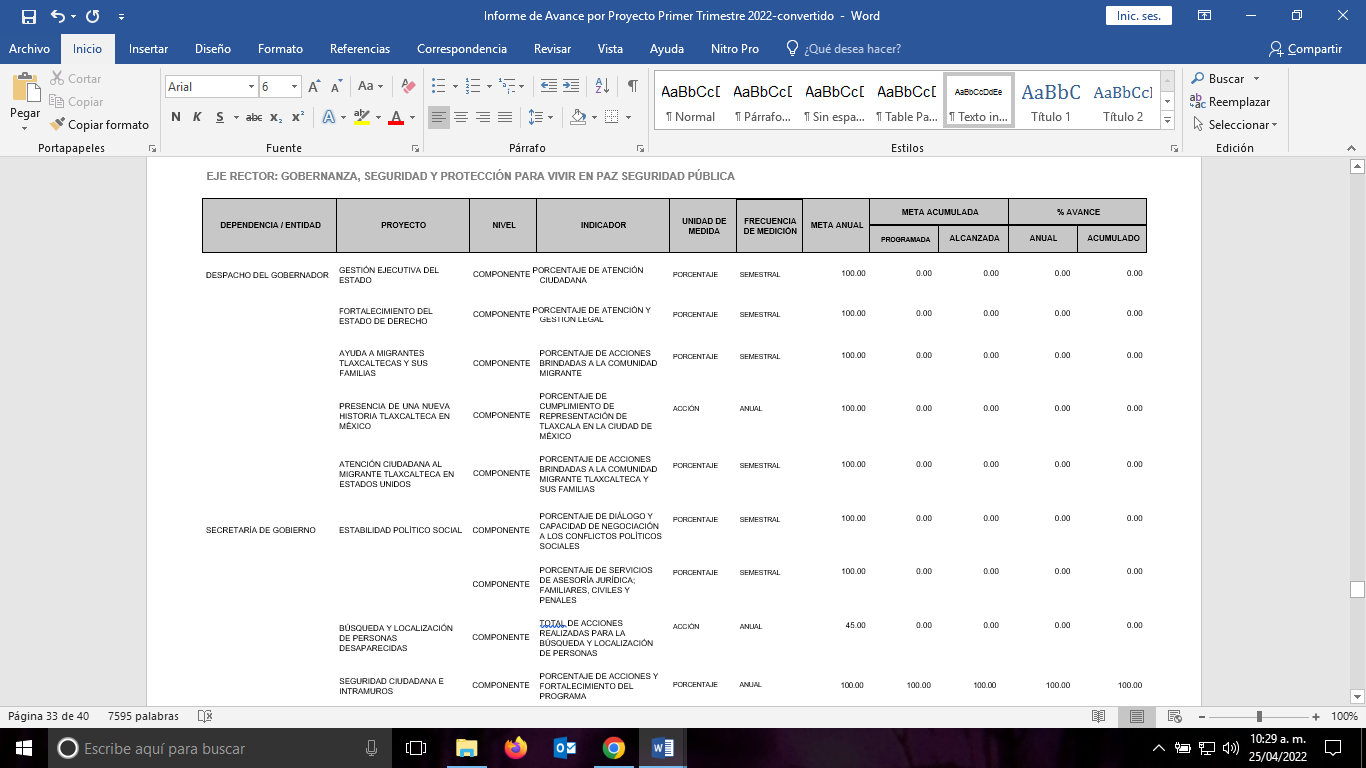 Informe de Avance por Proyecto Primer Trimestre 2022-convertido - Word
Inic. ses.
Archivo Inicio Insertar Diseño Formato Referencias Correspondencia Revisar Vista Ayuda Nitro Pro ¿Qué desea hacer? Compartir
Pegar
Cortar
Copiar
Copiar formato
Portapapeles
Arial 6
N K S abc x₂ x²
Fuente
Párrafo
AaBbCcD AaBbCcD AaBbCcD AaBbCcD AaBbCcDdEe AaBbC AaBbCcI
¶ Normal ¶ Párrafo... ¶ Sin espa... ¶ Table Pa... ¶ Texto in... Título 1 Título 2
Estilos
Buscar
Reemplazar
Seleccionar
Edición
EJE RECTOR: GOBERNANZA, SEGURIDAD Y PROTECCIÓN PARA VIVIR EN PAZ SEGURIDAD PÚBLICA
DEPENDENCIA / ENTIDAD PROYECTO NIVEL INDICADOR UNIDAD DE MEDIDA FRECUENCIA DE MEDICIÓN META ANUAL META ACUMULADA % AVANCE
PROGRAMADA ALCANZADA ANUAL ACUMULADO
DESPACHO DEL GOBERNADOR GESTIÓN EJECUTIVA DEL ESTADO COMPONENTE PORCENTAJE DE ATENCIÓN CIUDADANA PORCENTAJE SEMESTRAL 100.00 0.00 0.00 0.00 0.00
FORTALECIMIENTO DEL ESTADO DE DERECHO COMPONENTE PORCENTAJE DE ATENCIÓN Y GESTIÓN LEGAL PORCENTAJE SEMESTRAL 100.00 0.00 0.00 0.00 0.00
AYUDA A MIGRANTES TLAXCALTECAS Y SUS FAMILIAS COMPONENTE PORCENTAJE DE ACCIONES BRINDADAS A LA COMUNIDAD MIGRANTE PORCENTAJE SEMESTRAL 100.00 0.00 0.00 0.00 0.00
PRESENCIA DE UNA NUEVA HISTORIA TLAXCALTECA EN MÉXICO COMPONENTE PORCENTAJE DE CUMPLIMIENTO DE REPRESENTACIÓN DE TLAXCALA EN LA CIUDAD DE MÉXICO ACCIÓN ANUAL 100.00 0.00 0.00 0.00 0.00
ATENCIÓN CIUDADANA AL MIGRANTE TLAXCALTECA EN ESTADOS UNIDOS COMPONENTE PORCENTAJE DE ACCIONES BRINDADAS A LA COMUNIDAD MIGRANTE TLAXCALTECA Y SUS FAMILIAS PORCENTAJE SEMESTRAL 100.00 0.00 0.00 0.00 0.00
SECRETARÍA DE GOBIERNO ESTABILIDAD POLÍTICO SOCIAL COMPONENTE PORCENTAJE DE DIÁLOGO Y CAPACIDAD DE NEGOCIACIÓN A LOS CONFLICTOS POLÍTICOS SOCIALES PORCENTAJE SEMESTRAL 100.00 0.00 0.00 0.00 0.00
COMPONENTE PORCENTAJE DE SERVICIOS DE ASESORÍA JURÍDICA; FAMILIARES, CIVILES Y PENALES PORCENTAJE SEMESTRAL 100.00 0.00 0.00 0.00 0.00
BÚSQUEDA Y LOCALIZACIÓN DE PERSONAS DESAPARECIDAS COMPONENTE TOTAL DE ACCIONES REALIZADAS PARA LA BÚSQUEDA Y LOCALIZACIÓN DE PERSONAS ACCIÓN ANUAL 45.00 0.00 0.00 0.00 0.00
SEGURIDAD CIUDADANA E INTRAMUROS COMPONENTE PORCENTAJE DE ACCIONES Y FORTALECIMIENTO DEL PROGRAMA PORCENTAJE ANUAL 100.00 100.00 100.00 100.00 100.00
Página 33 de 40 7595 palabras 100%
Escribe aquí para buscar
10:29 a. m.
25/04/2022